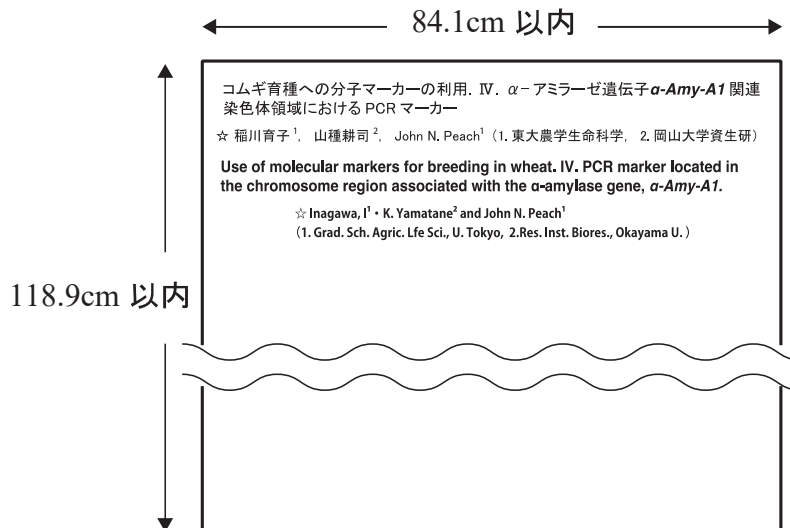 84.1cm 以内
コムギ育種への分子マーカーの利用. Ⅳ. α－アミラーゼ遺伝子α-Amy-A1 関連
染色体領域における PCR マーカー
☆ 稲川育子¹, 山種耕司², John N. Peach¹（1. 東大農学生命科学, 2. 岡山大学資生研）
Use of molecular markers for breeding in wheat. IV. PCR marker located in
the chromosome region associated with the α-amylase gene, α-Amy-A1.
☆ Inagawa, I¹・K. Yamatane² and John N. Peach¹
(1. Grad. Sch. Agric. Lfe Sci., U. Tokyo, 2.Res. Inst. Biores., Okayama U. )
118.9cm 以内